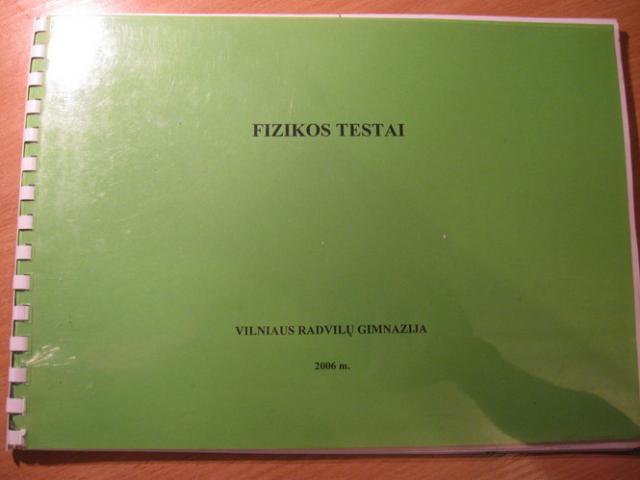 FIZIKOS TESTAI
VILNIAUS RADVILŲ GIMNAZIJA
2006 m.